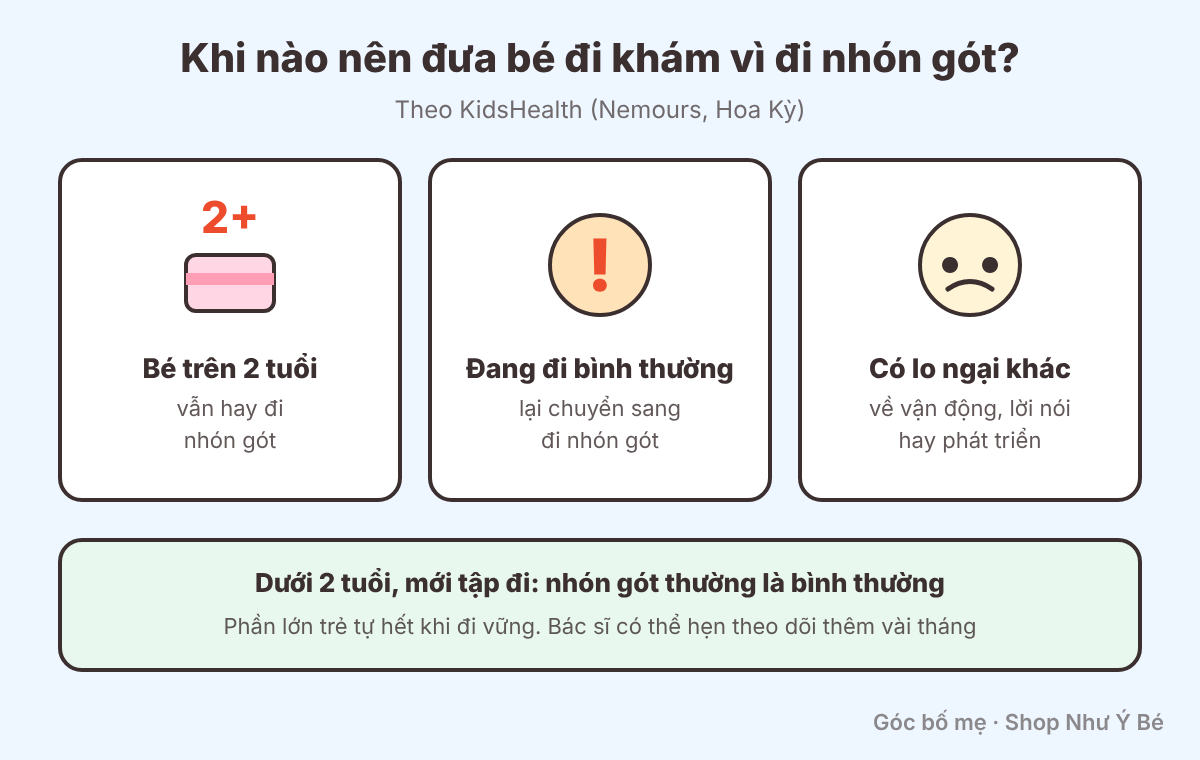 Khi nào nên đưa bé đi khám vì đi nhón gót?
Theo KidsHealth (Nemours, Hoa Kỳ)
2+
Bé trên 2 tuổi
vẫn hay đi
nhón gót
!
Đang đi bình thường
lại chuyển sang
đi nhón gót
Có lo ngại khác
về vận động, lời nói
hay phát triển
Dưới 2 tuổi, mới tập đi: nhón gót thường là bình thường
Phần lớn trẻ tự hết khi đi vững. Bác sĩ có thể hẹn theo dõi thêm vài tháng
Góc bố mẹ · Shop Như Ý Bé